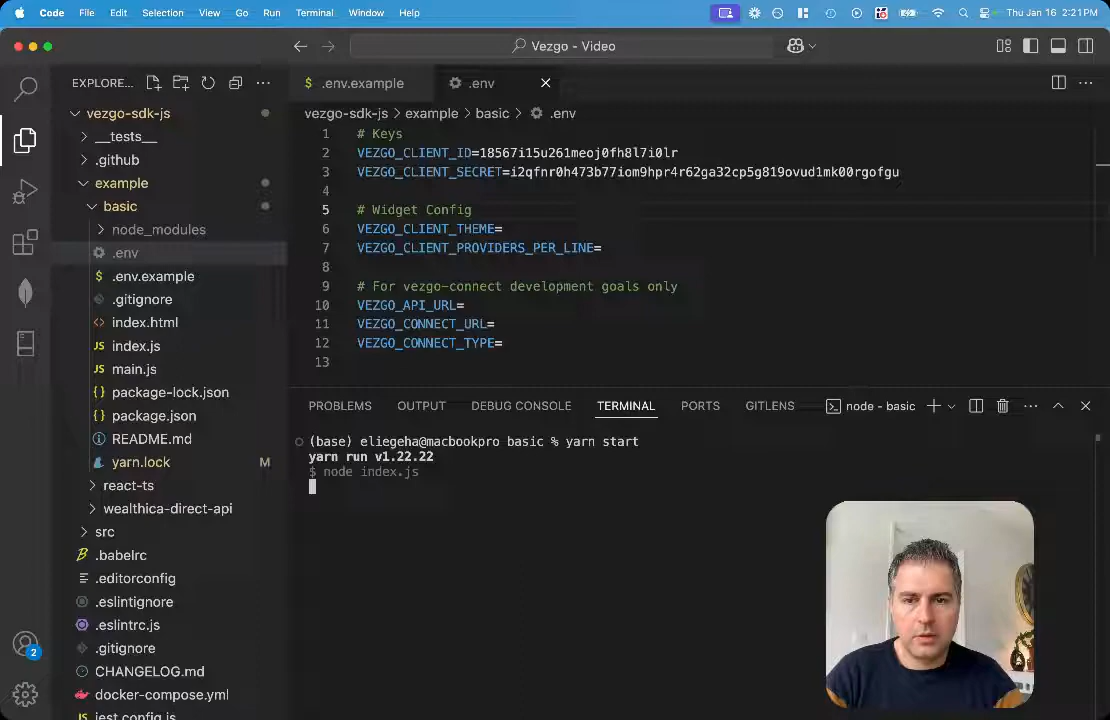 Code File Edit Selection View Go Run Terminal Window Help Thu Jan 16 2:21 PM
Vezgo - Video
EXPLORE... .env.example .env
vezgo-sdk-js
__tests__
.github
example
basic
node_modules
.env
.env.example
.gitignore
index.html
index.js
main.js
package-lock.json
package.json
README.md
yarn.lock M
react-ts
wealthica-direct-api
src
.babelrc
.editorconfig
.eslintignore
.eslintrc.js
.gitignore
CHANGELOG.md
docker-compose.yml
jest.config.js
2
vezgo-sdk-js > example > basic > .env
1 # Keys
2 VEZGO_CLIENT_ID=18567i15u261meoj0fh8l7i0lr
3 VEZGO_CLIENT_SECRET=i2qfnr0h473b77iom9hpr4r62ga32cp5g819ovud1mk00rgofgu
4
5 # Widget Config
6 VEZGO_CLIENT_THEME=
7 VEZGO_CLIENT_PROVIDERS_PER_LINE=
8
9 # For vezgo-connect development goals only
10 VEZGO_API_URL=
11 VEZGO_CONNECT_URL=
12 VEZGO_CONNECT_TYPE=
13
PROBLEMS OUTPUT DEBUG CONSOLE TERMINAL PORTS GITLENS node - basic
(base) eliegeha@macbookpro basic % yarn start
yarn run v1.22.22
$ node index.js